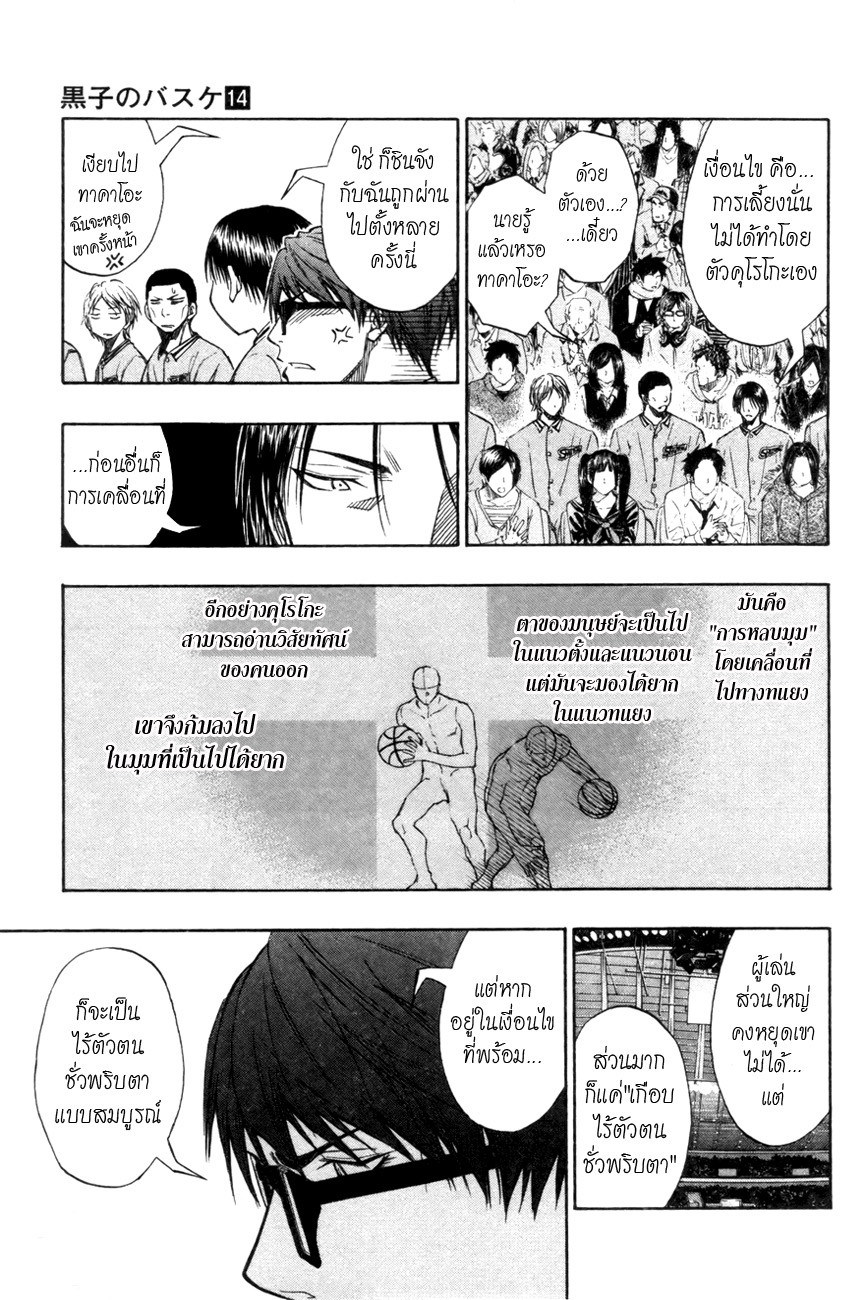 黒子のバスケ14
เงื่อนไข คือ...
การเลี้ยงนั่น
ไม่ได้ทำโดย
ตัวคุโรโกะเอง
ด้วย
ตัวเอง...?
...เดี๋ยว
นายรู้
แล้วเหรอ
ทาคาโอะ?
ใช่ ก็ชินจัง
กับฉันถูกผ่าน
ไปตั้งหลาย
ครั้งนี่
เงียบไป
ทาคาโอะ
ฉันจะหยุด
เขาครั้งหน้า
...ก่อนอื่นก็
การเคลื่อนที่
มันคือ
"การหลบมุม"
โดยเคลื่อนที่
ไปทางทแยง
ตาของมนุษย์จะเป็นไป
ในแนวตั้งและแนวนอน
แต่มันจะมองได้ยาก
ในแนวทแยง
อีกอย่างคุโรโกะ
สามารถอ่านวิสัยทัศน์
ของคนออก
เขาจึงก้มลงไป
ในมุมที่เป็นไปได้ยาก
ผู้เล่น
ส่วนใหญ่
คงหยุดเขา
ไม่ได้...
แต่
ส่วนมาก
ก็แค่"เกือบ
ไร้ตัวตน
ชั่วพริบตา"
แต่หาก
อยู่ในเงื่อนไข
ที่พร้อม...
ก็จะเป็น
ไร้ตัวตน
ชั่วพริบตา
แบบสมบูรณ์